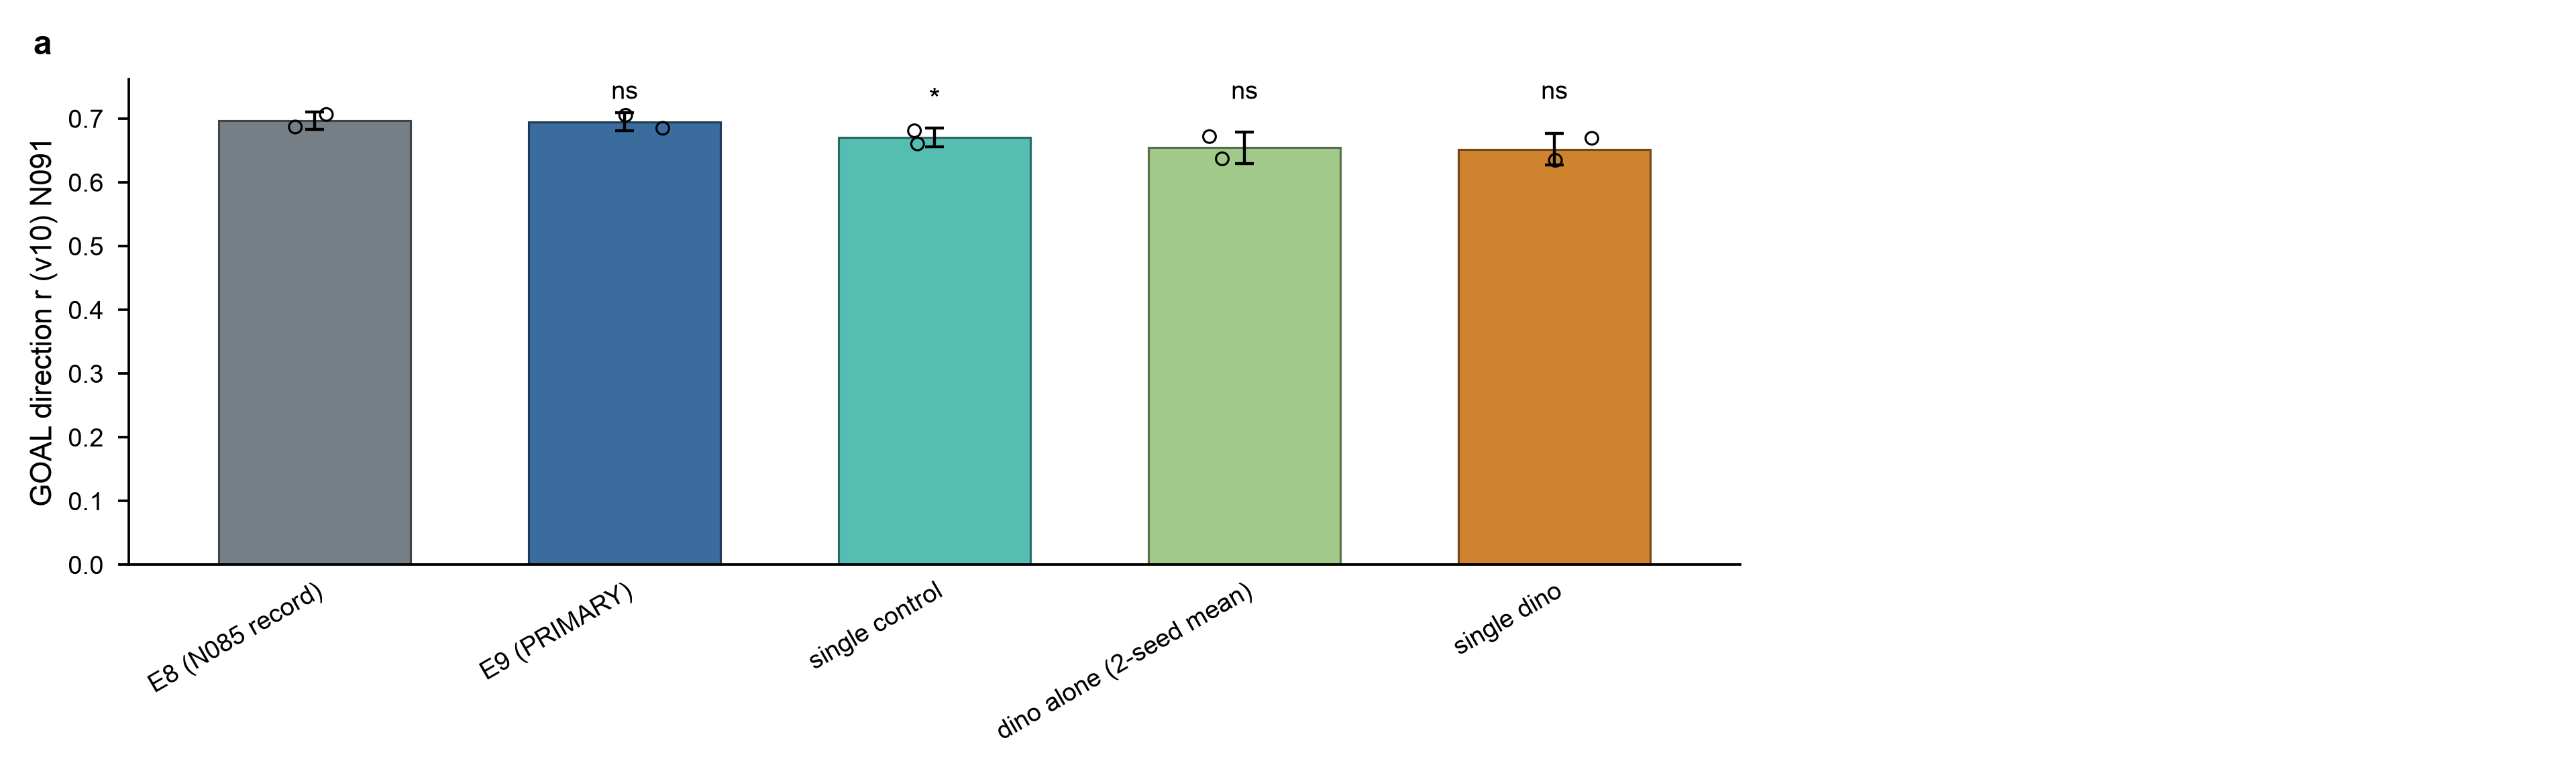 a
GOAL direction r (v10) N091
0.7
0.6
0.5
0.4
0.3
0.2
0.1
0.0
ns
*
ns
ns
E8 (N085 record)
E9 (PRIMARY)
single control
dino alone (2-seed mean)
single dino